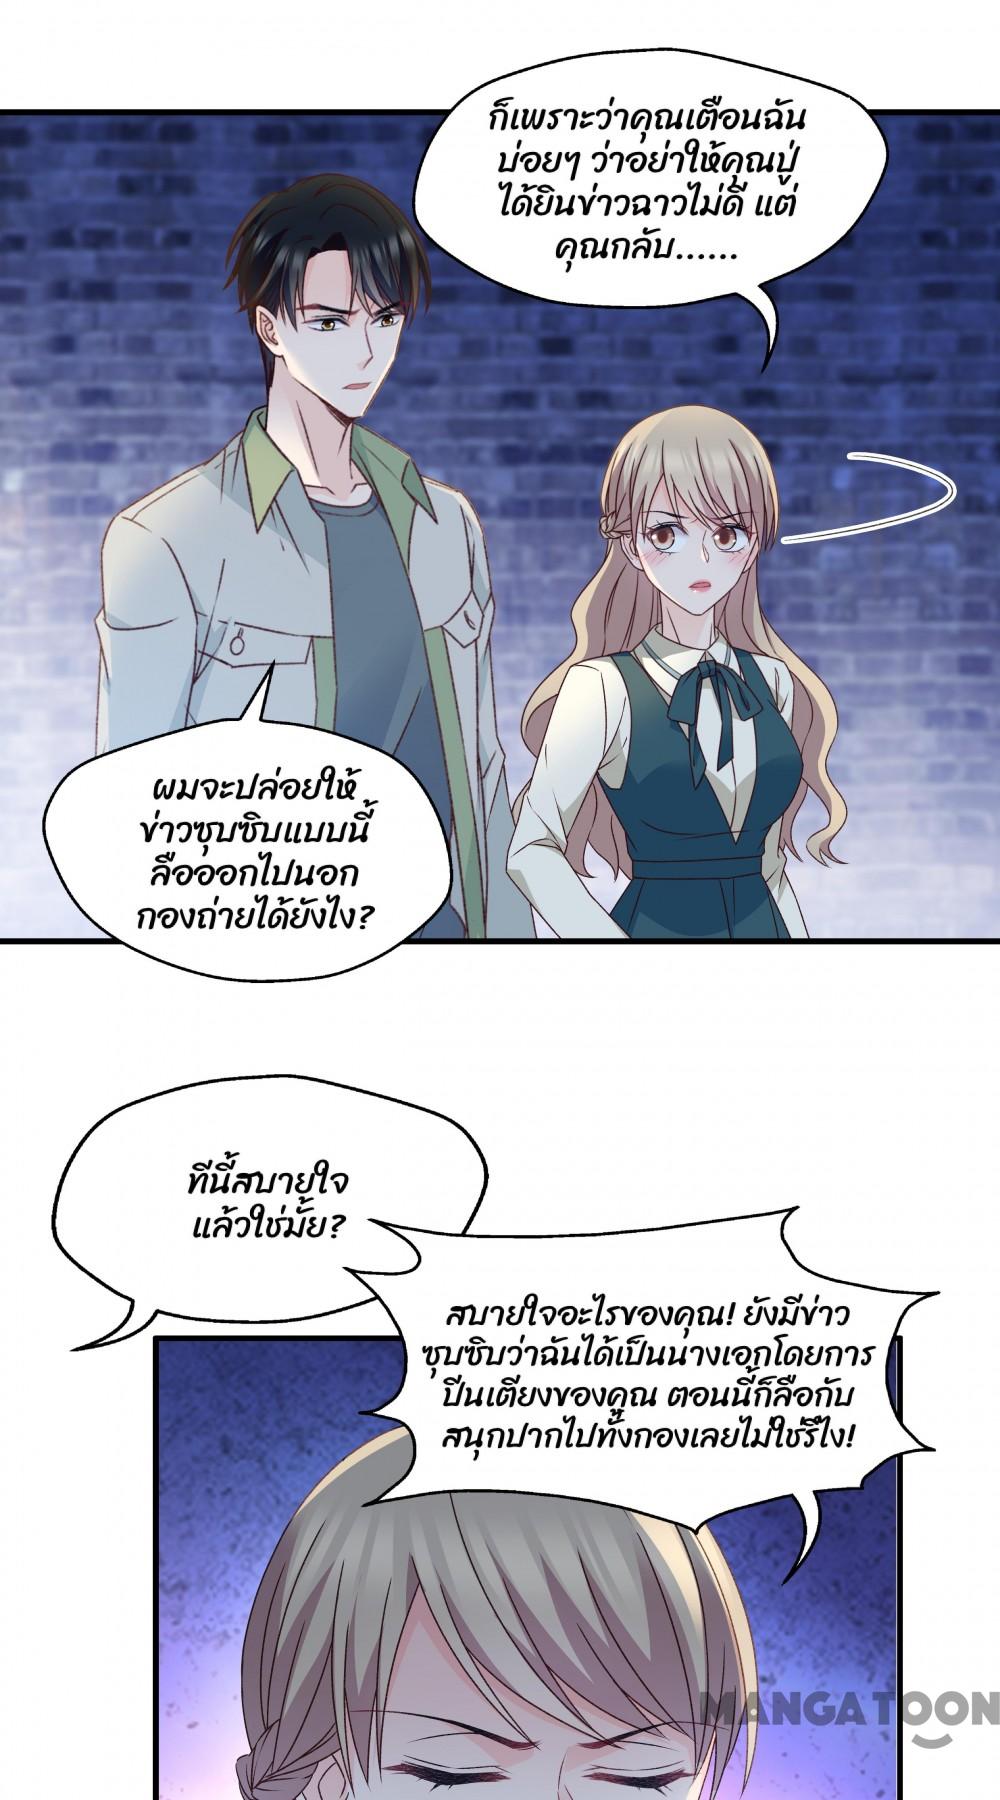 ก็เพราะว่าคุณเตือนฉัน
บ่อยๆ ว่าอย่าให้คุณปู่
ได้ยินข่าวฉาวไม่ดี แต่
คุณกลับ......
ผมจะปล่อยให้
ข่าวซุบซิบแบบนี้
ลือออกไปนอก
กองถ่ายได้ยังไง?
ทีนี้สบายใจ
แล้วใช่มั้ย?
สบายใจอะไรของคุณ! ยังมีข่าว
ซุบซิบว่าฉันได้เป็นนางเอกโดยการ
ปีนเตียงของคุณ ตอนนี้ก็ลือกัน
สนุกปากไปทั้งกองเลยไม่ใช่รึไง!
MANGATOON